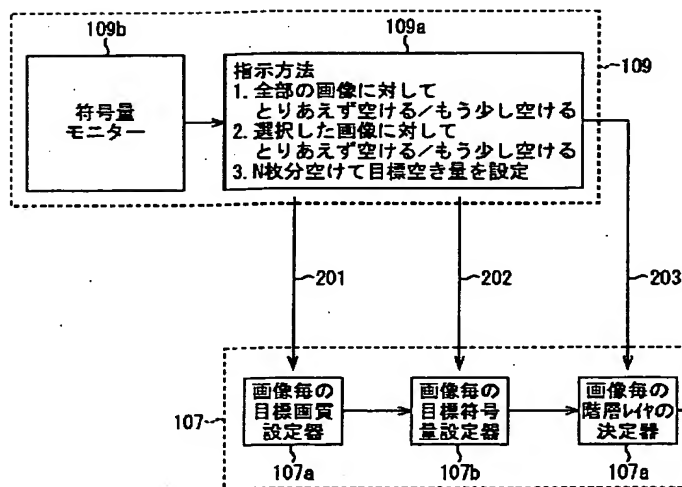 109b
109a
符号量
モニター
指示方法
1. 全部の画像に対して
とりあえず空ける/もう少し空ける
2. 選択した画像に対して
とりあえず空ける/もう少し空ける
3. N枚分空けて目標空き量を設定
109
201
202
203
107
画像毎の
目標画質
設定器
画像毎の
目標符号
量設定器
画像毎の
階層レイヤの
決定器
107a
107b
107a